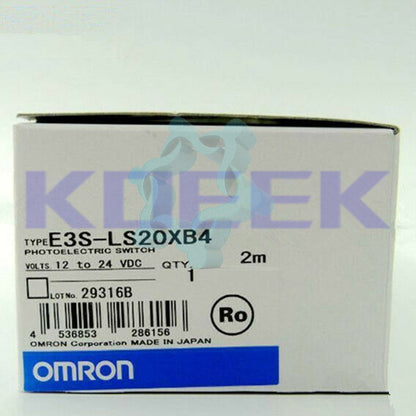 KOEEK
TYPE E3S-LS20XB4
PHOTOELECTRIC SWITCH 2m
VOLTS 12 to 24 VDC QTY. 1
LOT No. 29316B
4 536853 286156
Ro
OMRON Corporation MADE IN JAPAN
OMRON